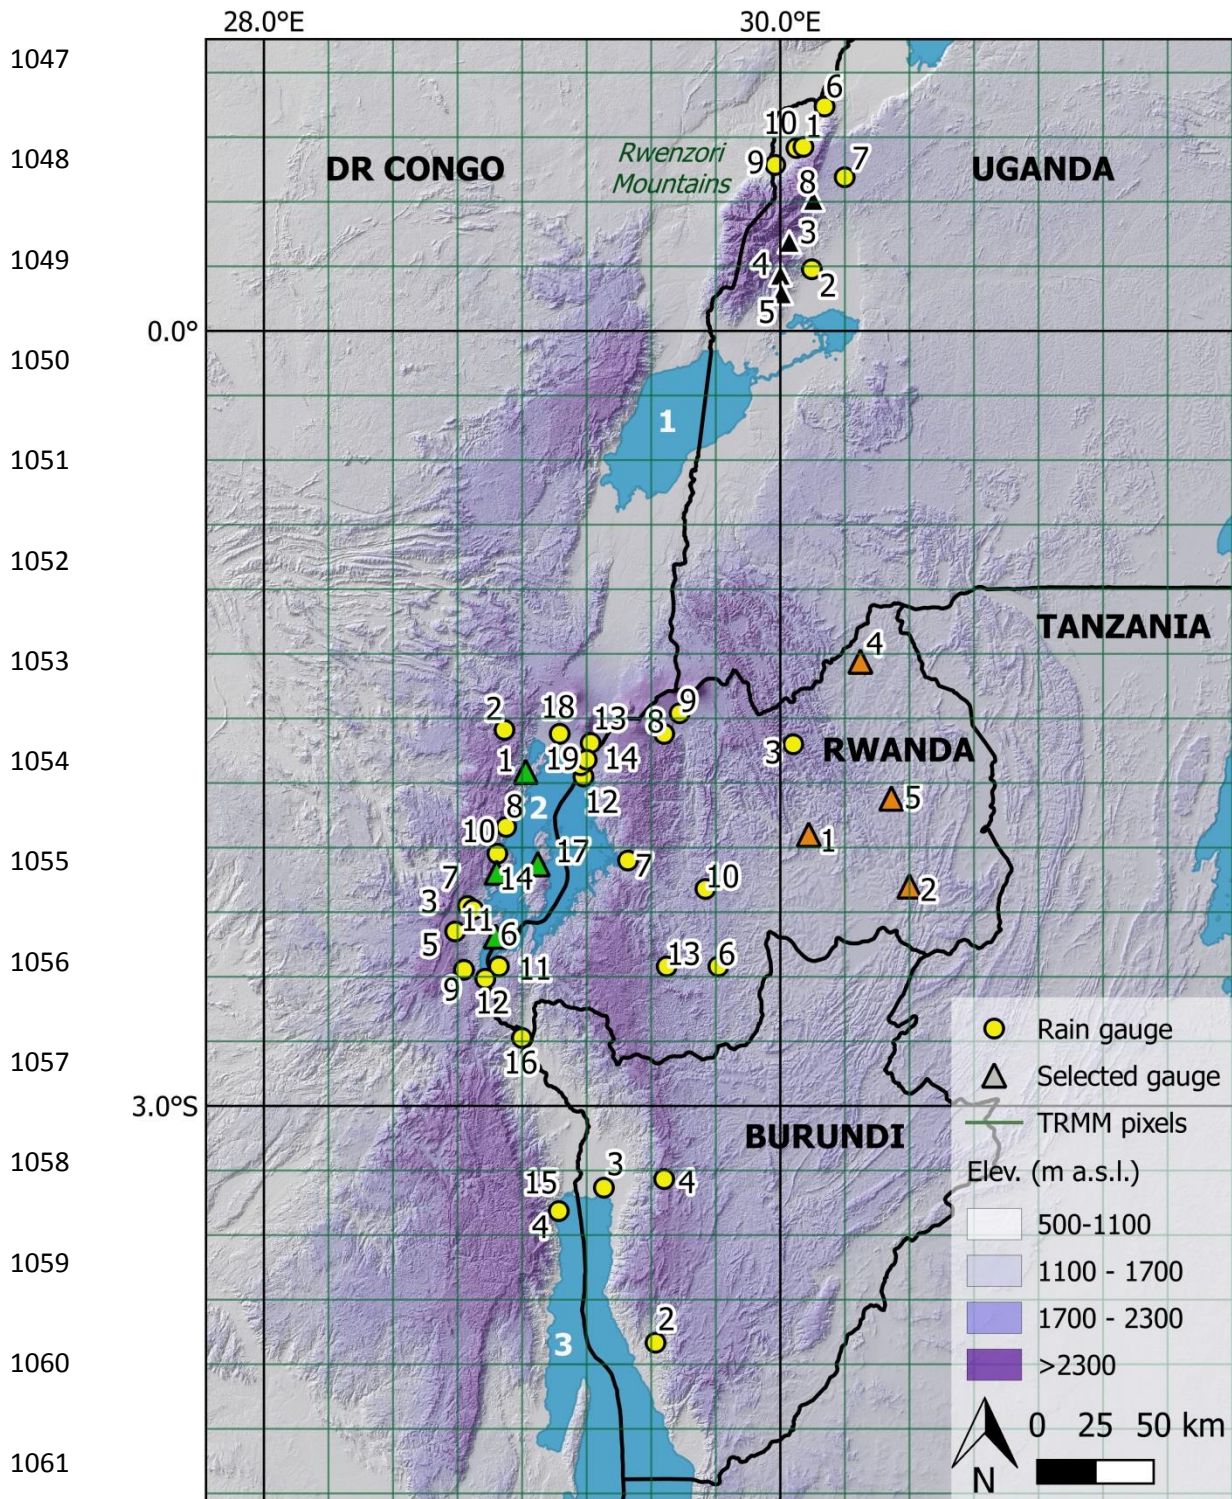 28.0°E 30.0°E
1047
6
10 1
1048
DR CONGO
Rwenzori
Mountains
9
7
UGANDA
8
3
1049
4
2
5
0.0°
1050
1
1051
1052
TANZANIA
1053
4
9
2 18 13 8
3 RWANDA
1054
1 19 14
2 12
5
8
10
1
1055
17
7
14 7
10 2
3
11
5 6
13 6
1056
11
9 12
Rain gauge
16
1057
Selected gauge
3.0°S
TRMM pixels
BURUNDI
1058
Elev. (m a.s.l.)
3
15 4
4
500-1100
1059
1100 - 1700
1700 - 2300
2
3
1060
>2300
0 25 50 km
1061
N